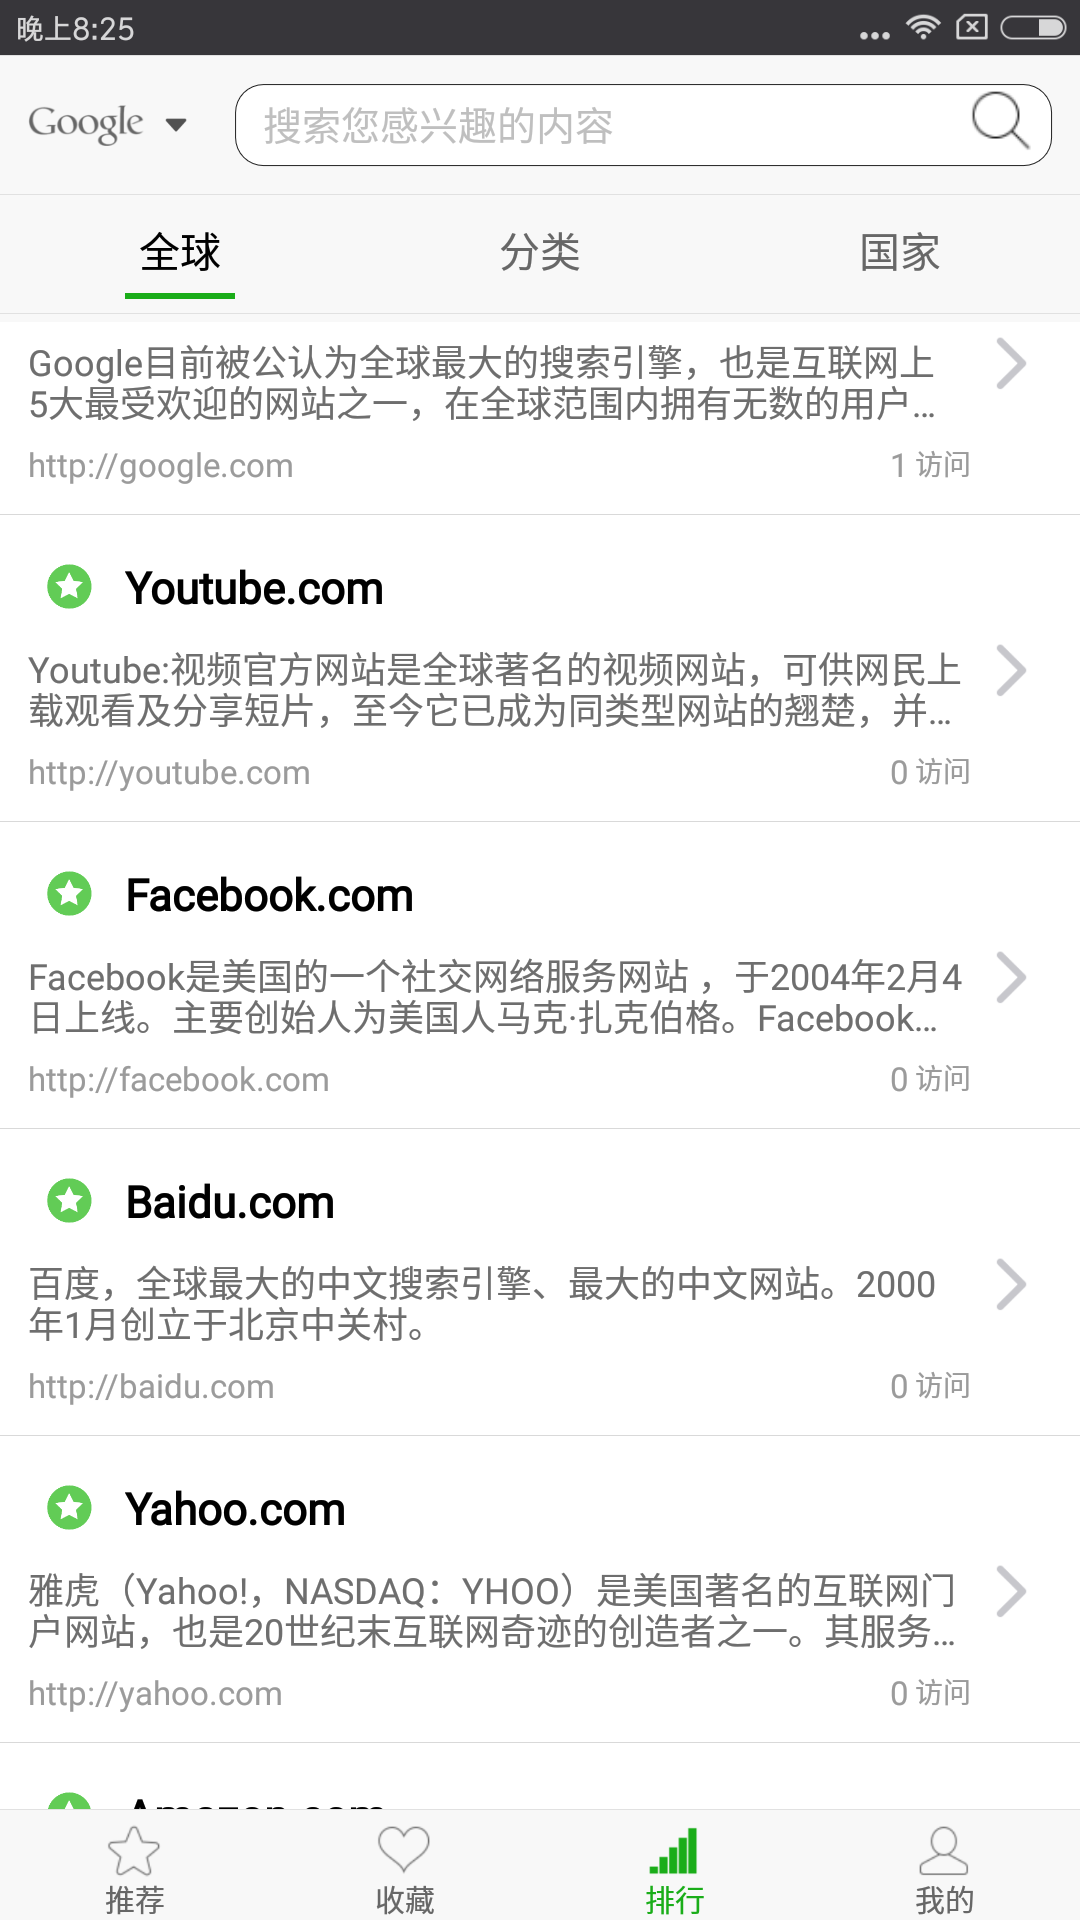 晚上8:25
Google
搜索您感兴趣的内容
全球
分类
国家
Google目前被公认为全球最大的搜索引擎，也是互联网上
5大最受欢迎的网站之一，在全球范围内拥有无数的用户...
http://google.com
1 访问
Youtube.com
Youtube:视频官方网站是全球著名的视频网站，可供网民上
载观看及分享短片，至今它已成为同类型网站的翘楚，并...
http://youtube.com
0 访问
Facebook.com
Facebook是美国的一个社交网络服务网站 ，于2004年2月4
日上线。主要创始人为美国人马克·扎克伯格。Facebook...
http://facebook.com
0 访问
Baidu.com
百度，全球最大的中文搜索引擎、最大的中文网站。2000
年1月创立于北京中关村。
http://baidu.com
0 访问
Yahoo.com
雅虎（Yahoo!，NASDAQ：YHOO）是美国著名的互联网门
户网站，也是20世纪末互联网奇迹的创造者之一。其服务...
http://yahoo.com
0 访问
Amazon.com
推荐
收藏
排行
我的